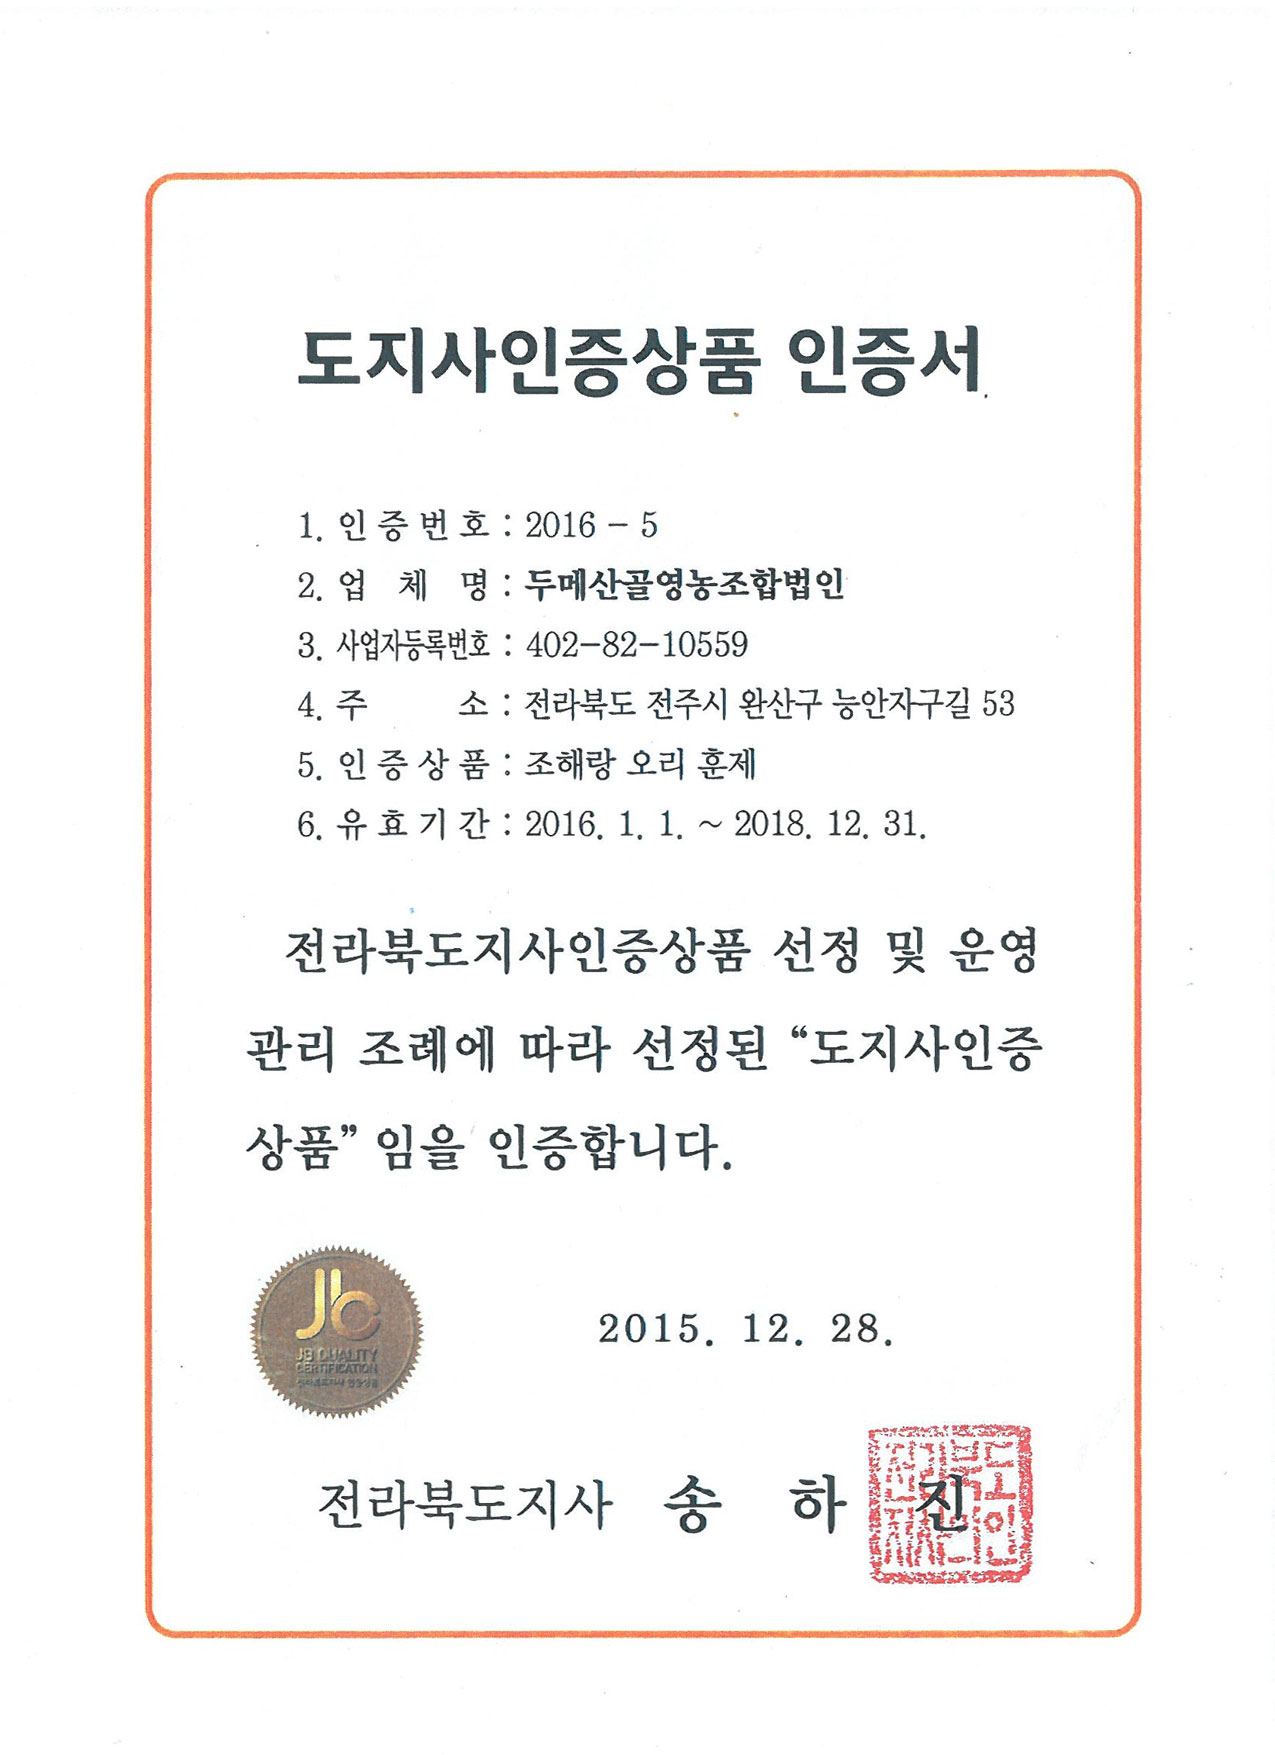 도지사인증상품 인증서
1. 인 증 번 호 : 2016 - 5
2. 업 체 명 : 두메산골영농조합법인
3. 사업자등록번호 : 402-82-10559
4. 주 소 : 전라북도 전주시 완산구 능안자구길 53
5. 인 증 상 품 : 조해랑 오리 훈제
6. 유 효 기 간 : 2016. 1. 1. ~ 2018. 12. 31.
전라북도지사인증상품 선정 및 운영
관리 조례에 따라 선정된 “도지사인증
상품” 임을 인증합니다.
2015. 12. 28.
JB QUALITY
CERTIFICATION
전라북도지사 인증상품
전라북도지사 송 하 진